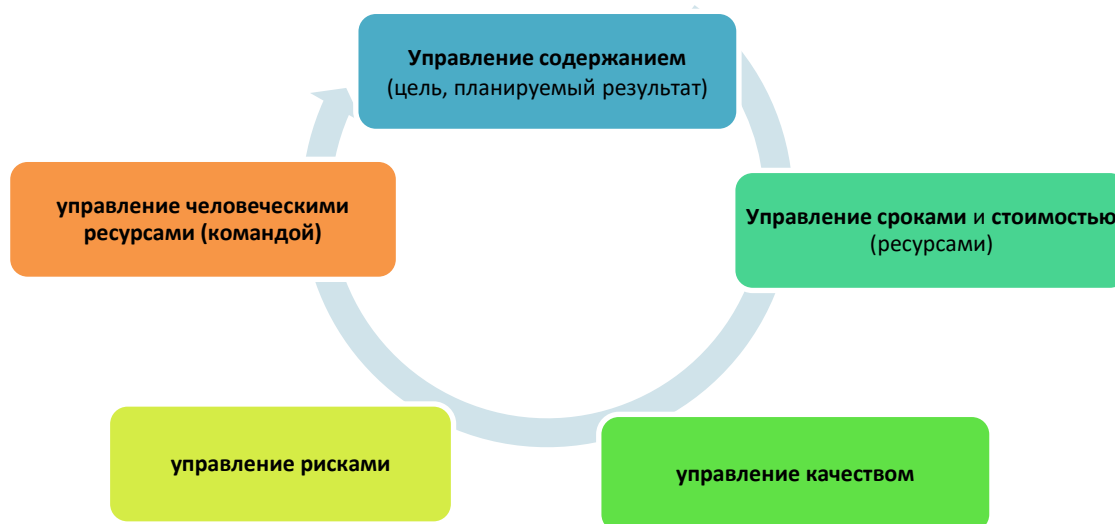 Управление содержанием
(цель, планируемый результат)
Управление сроками и стоимостью
(ресурсами)
управление качеством
управление рисками
управление человеческими
ресурсами (командой)